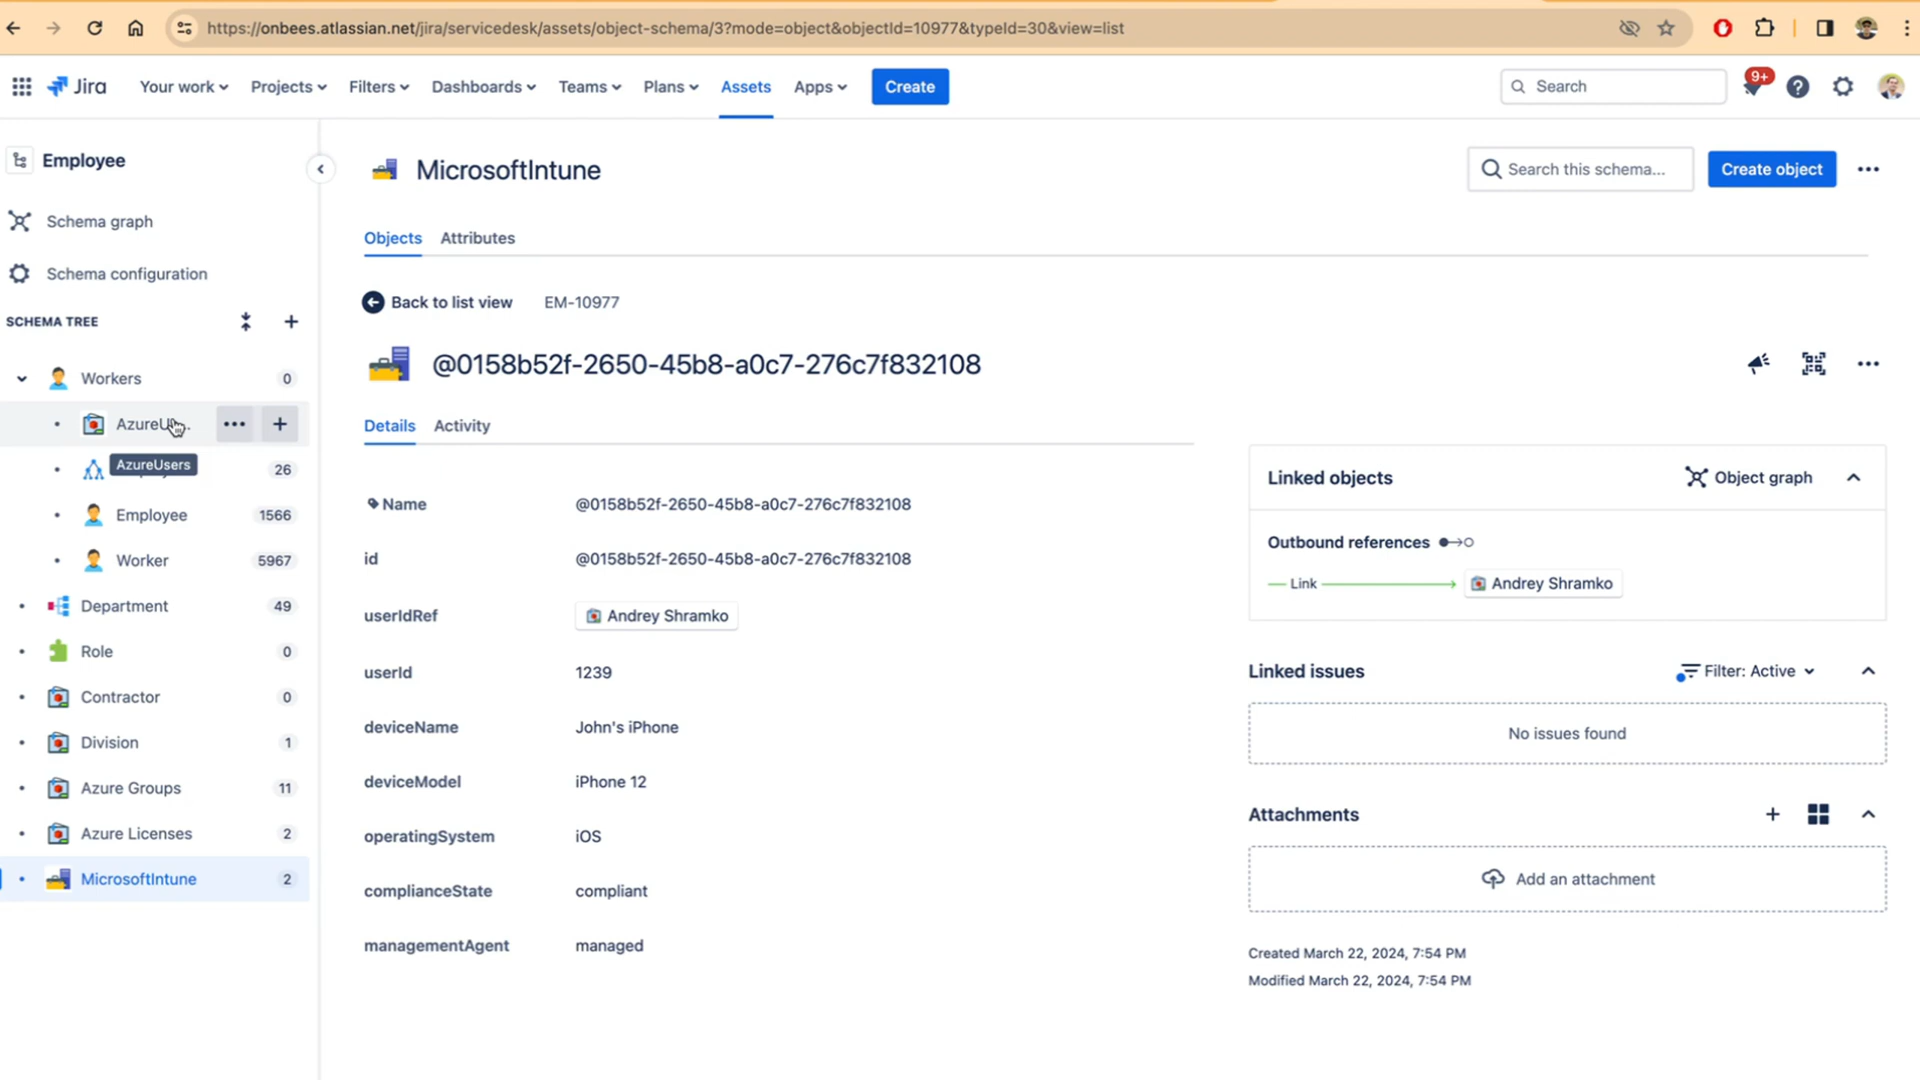 https://onbees.atlassian.net/jira/servicedesk/assets/object-schema/3?mode=object&objectId=10977&typeId=30&view=list
Jira
Your work
Projects
Filters
Dashboards
Teams
Plans
Assets
Apps
Create
Search
9+
Employee
Schema graph
Schema configuration
SCHEMA TREE
Workers 0
AzureU...
AzureUsers
26
Employee 1566
Worker 5967
Department 49
Role 0
Contractor 0
Division 1
Azure Groups 11
Azure Licenses 2
MicrosoftIntune 2
MicrosoftIntune
Search this schema...
Create object
Objects Attributes
Back to list view EM-10977
@0158b52f-2650-45b8-a0c7-276c7f832108
Details Activity
Name @0158b52f-2650-45b8-a0c7-276c7f832108
id @0158b52f-2650-45b8-a0c7-276c7f832108
userIdRef Andrey Shramko
userId 1239
deviceName John's iPhone
deviceModel iPhone 12
operatingSystem iOS
complianceState compliant
managementAgent managed
Linked objects Object graph
Outbound references
Link Andrey Shramko
Linked issues Filter: Active
No issues found
Attachments
Add an attachment
Created March 22, 2024, 7:54 PM
Modified March 22, 2024, 7:54 PM